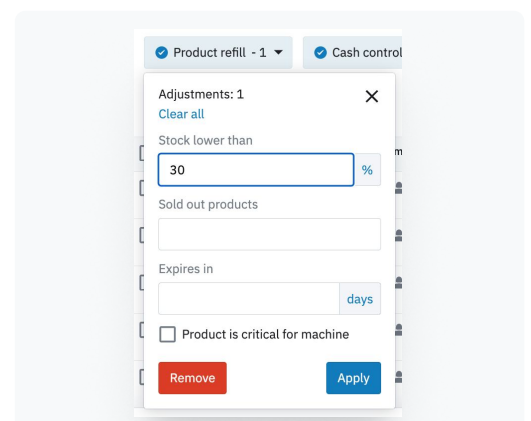 Product refill - 1 Cash control
Adjustments: 1
Clear all
Stock lower than
30 %
Sold out products
Expires in
days
Product is critical for machine
Remove Apply